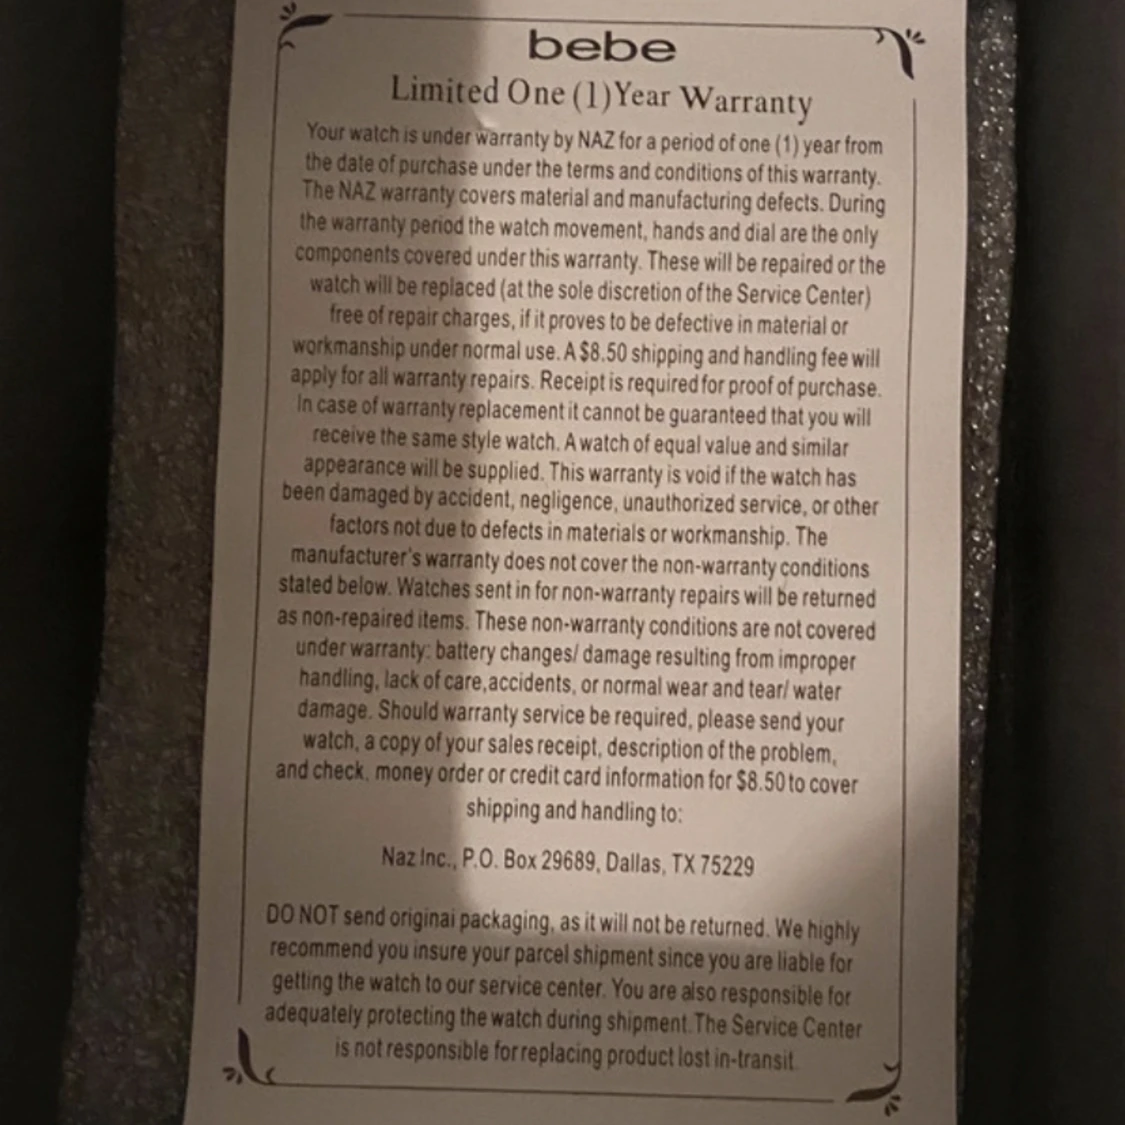 bebe
Limited One (1) Year Warranty
Your watch is under warranty by NAZ for a period of one (1) year from
the date of purchase under the terms and conditions of this warranty.
The NAZ warranty covers material and manufacturing defects. During
the warranty period the watch movement, hands and dial are the only
components covered under this warranty. These will be repaired or the
watch will be replaced (at the sole discretion of the Service Center)
free of repair charges, if it proves to be defective in material or
workmanship under normal use. A $8.50 shipping and handling fee will
apply for all warranty repairs. Receipt is required for proof of purchase.
In case of warranty replacement it cannot be guaranteed that you will
receive the same style watch. A watch of equal value and similar
appearance will be supplied. This warranty is void if the watch has
been damaged by accident, negligence, unauthorized service, or other
factors not due to defects in materials or workmanship. The
manufacturer's warranty does not cover the non-warranty conditions
stated below. Watches sent in for non-warranty repairs will be returned
as non-repaired items. These non-warranty conditions are not covered
under warranty: battery changes/ damage resulting from improper
handling, lack of care,accidents, or normal wear and tear/ water
damage. Should warranty service be required, please send your
watch, a copy of your sales receipt, description of the problem,
and check, money order or credit card information for $8.50 to cover
shipping and handling to:
Naz Inc., P.O. Box 29689, Dallas, TX 75229
DO NOT send original packaging, as it will not be returned. We highly
recommend you insure your parcel shipment since you are liable for
getting the watch to our service center. You are also responsible for
adequately protecting the watch during shipment. The Service Center
is not responsible for replacing product lost in-transit.